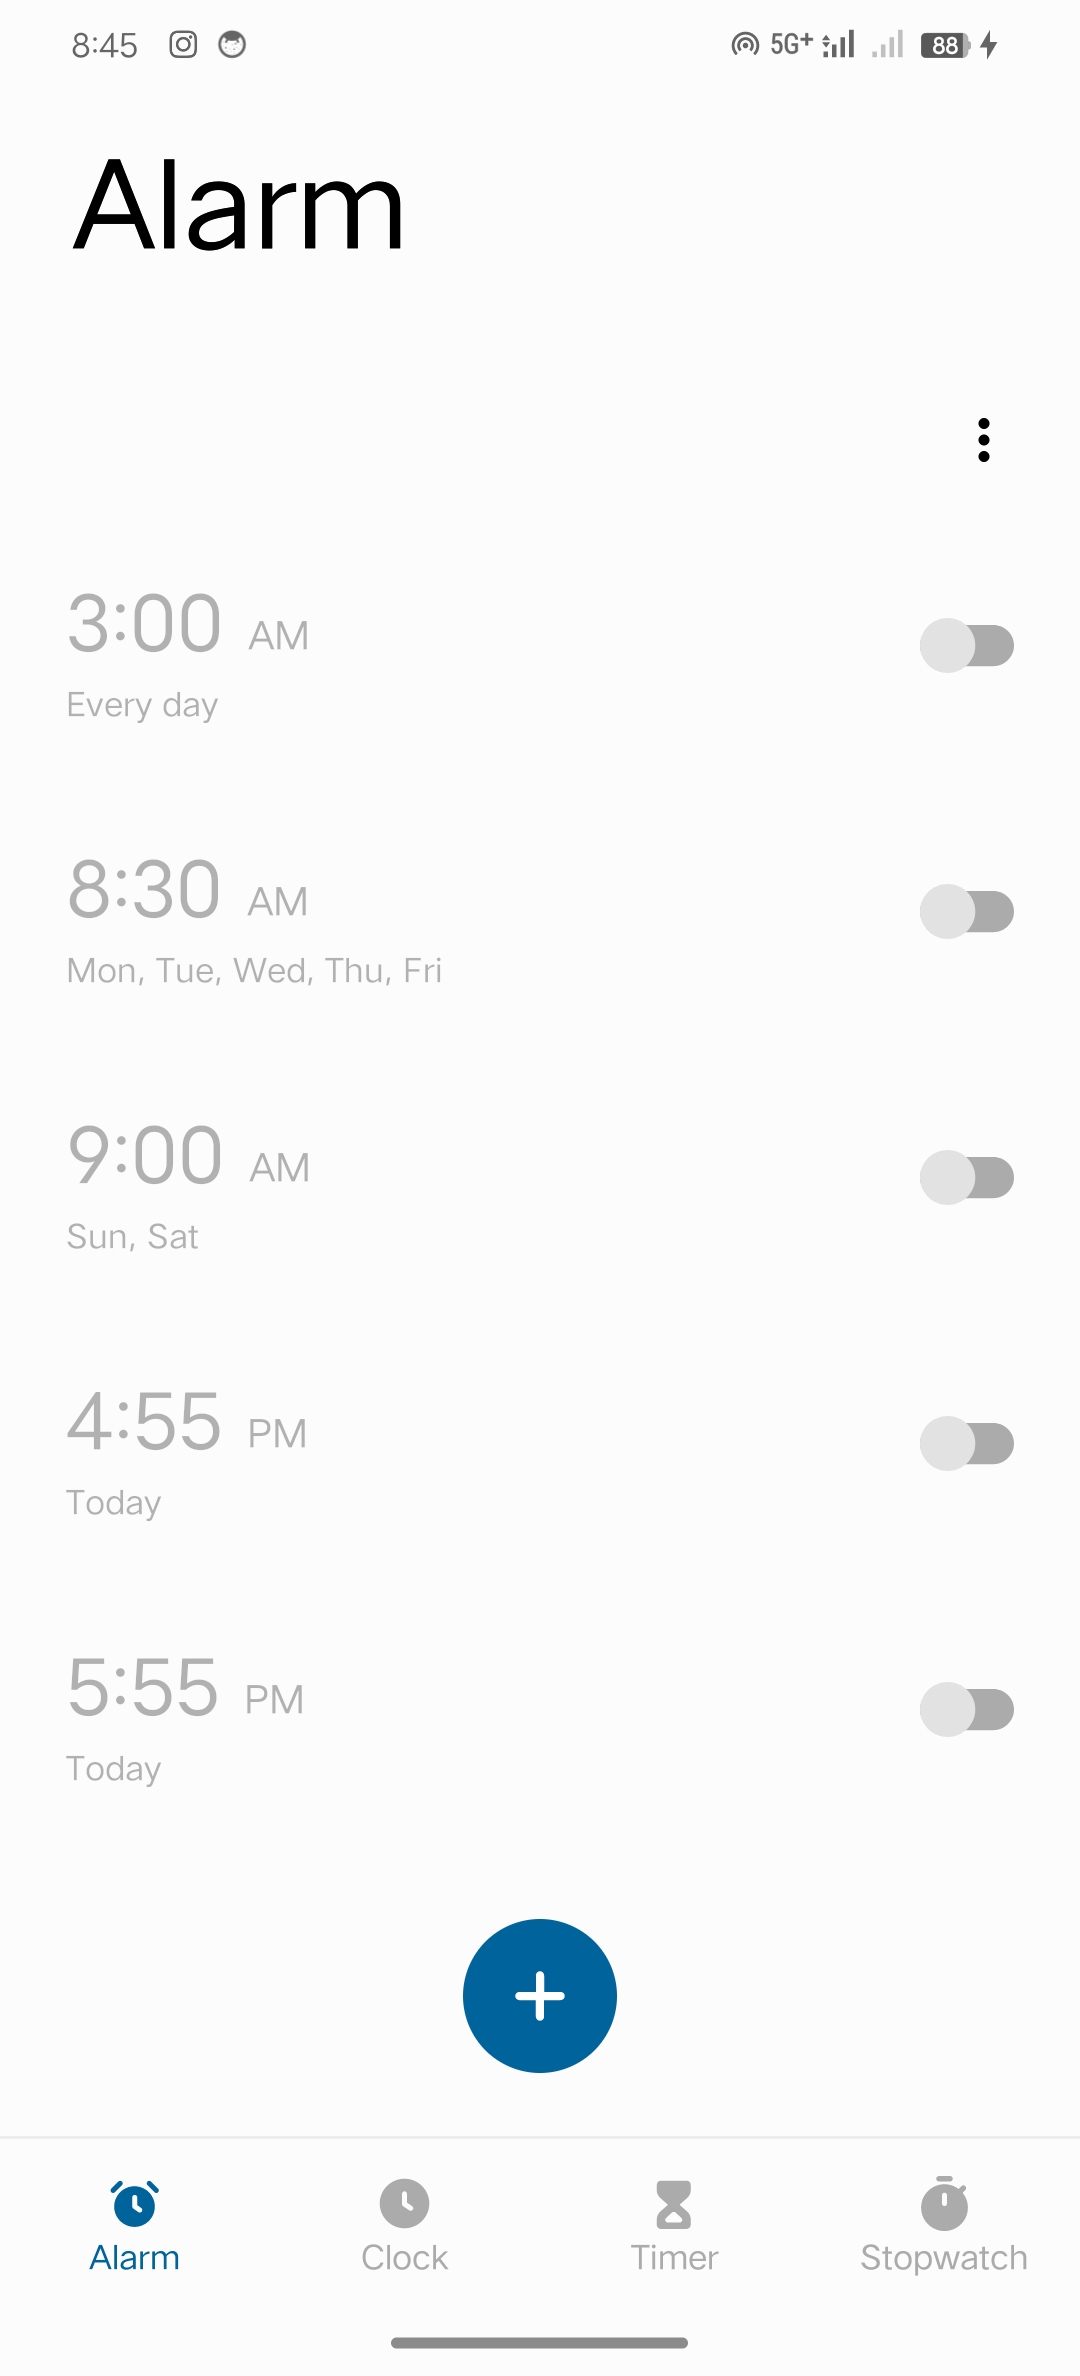 8:45 5G+ 88
Alarm
3:00 AM
Every day
8:30 AM
Mon, Tue, Wed, Thu, Fri
9:00 AM
Sun, Sat
4:55 PM
Today
5:55 PM
Today
Alarm Clock Timer Stopwatch